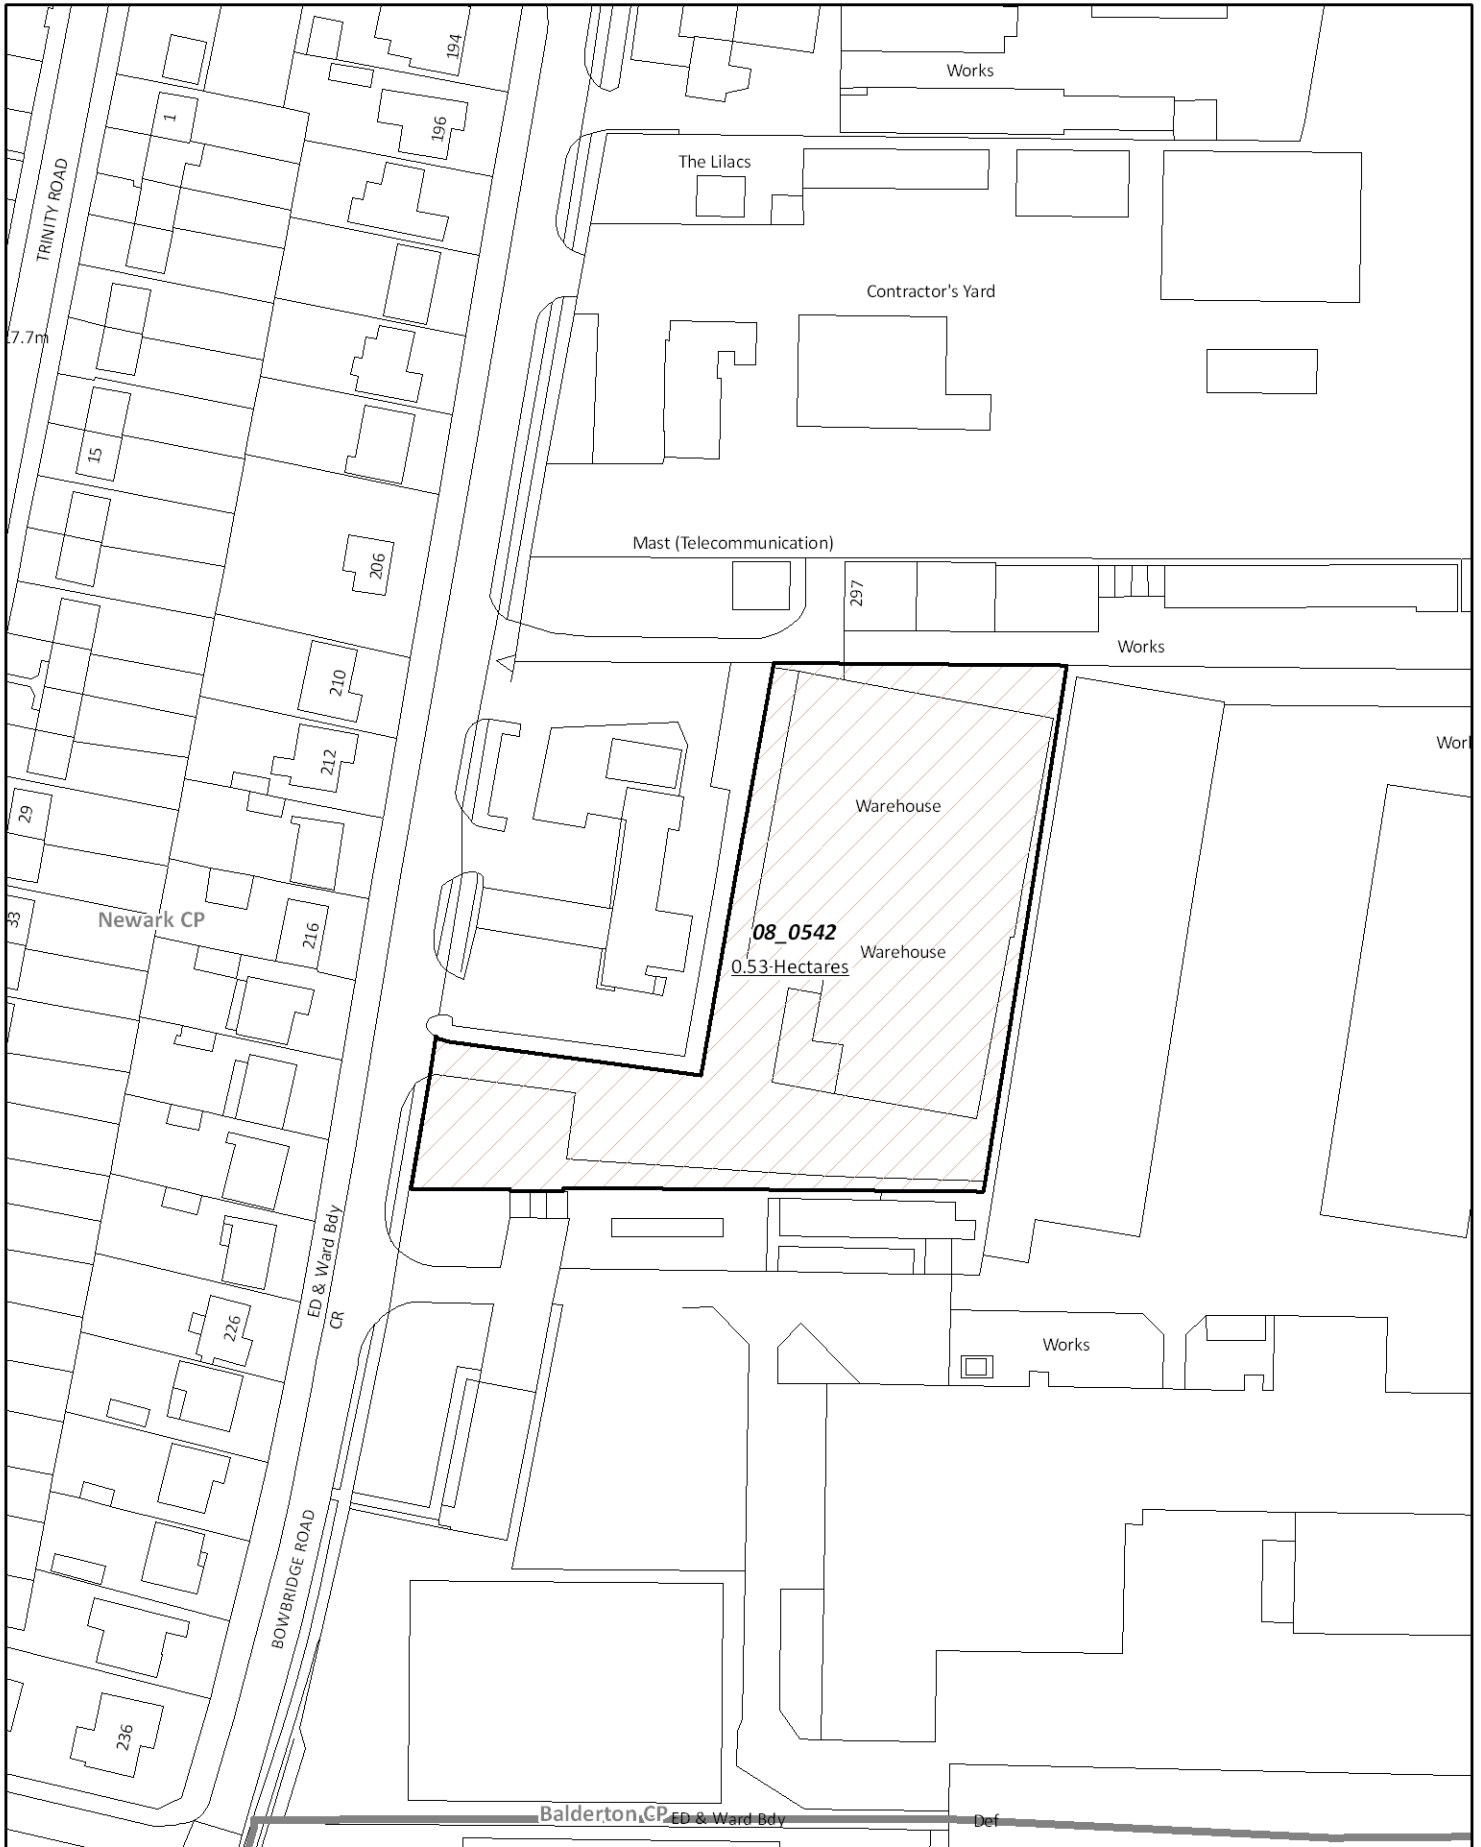 194
Works
1
196
TRINITY ROAD
The Lilacs
Contractor's Yard
7.7m
15
Mast (Telecommunication)
206
297
Works
210
212
29
Warehouse
33
Newark CP
216
08_0542
Warehouse
0.53 Hectares
ED & Ward Bdy
CR
226
Works
BOWBRIDGE ROAD
236
Balderton CP
ED & Ward Bdy
Def